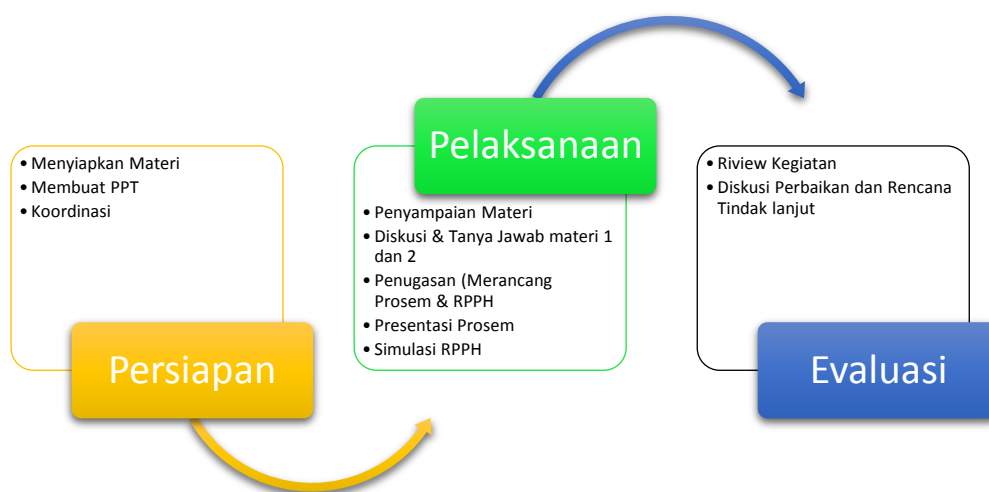 • Menyiapkan Materi
• Membuat PPT
• Koordinasi
Persiapan
Pelaksanaan
• Penyampaian Materi
• Diskusi & Tanya Jawab materi 1
dan 2
• Penugasan (Merancang
Prosem & RPPH
• Presentasi Prosem
• Simulasi RPPH
• Riview Kegiatan
• Diskusi Perbaikan dan Rencana
Tindak lanjut
Evaluasi